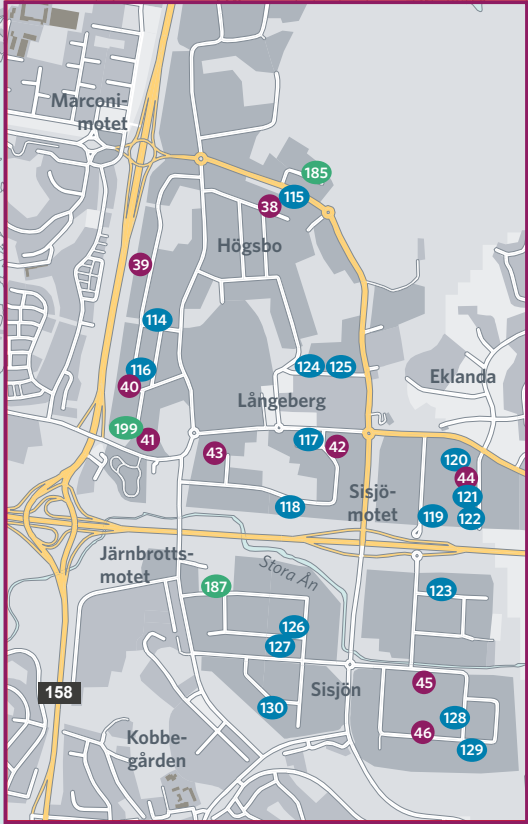 Marconi-
motet
185
115
38
Högsbo
39
114
116
40
124
125
Eklanda
Långeberg
199
41
43
117
42
120
44
121
122
119
118
Sisjö-
motet
Järnbrotts-
motet
Stora Ån
187
123
126
127
158
130
Sisjön
45
128
46
129
Kobbe-
gården